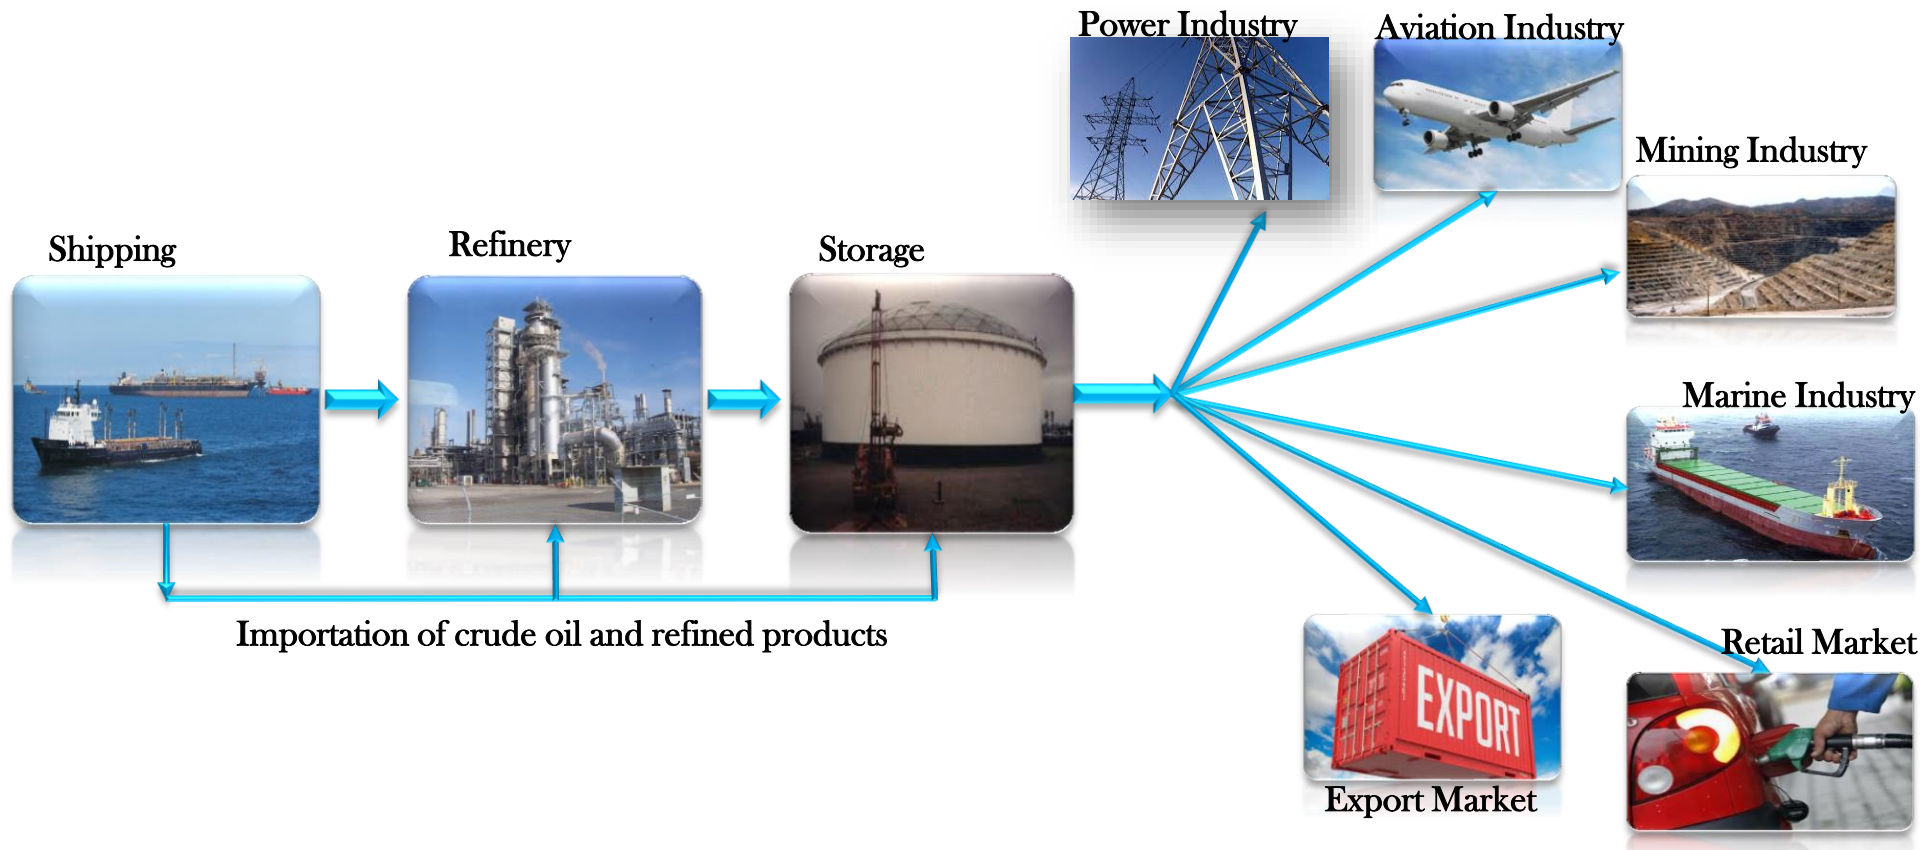 Power Industry
Aviation Industry
Mining Industry
Shipping
Refinery
Storage
Marine Industry
Importation of crude oil and refined products
Retail Market
EXPORT
Export Market